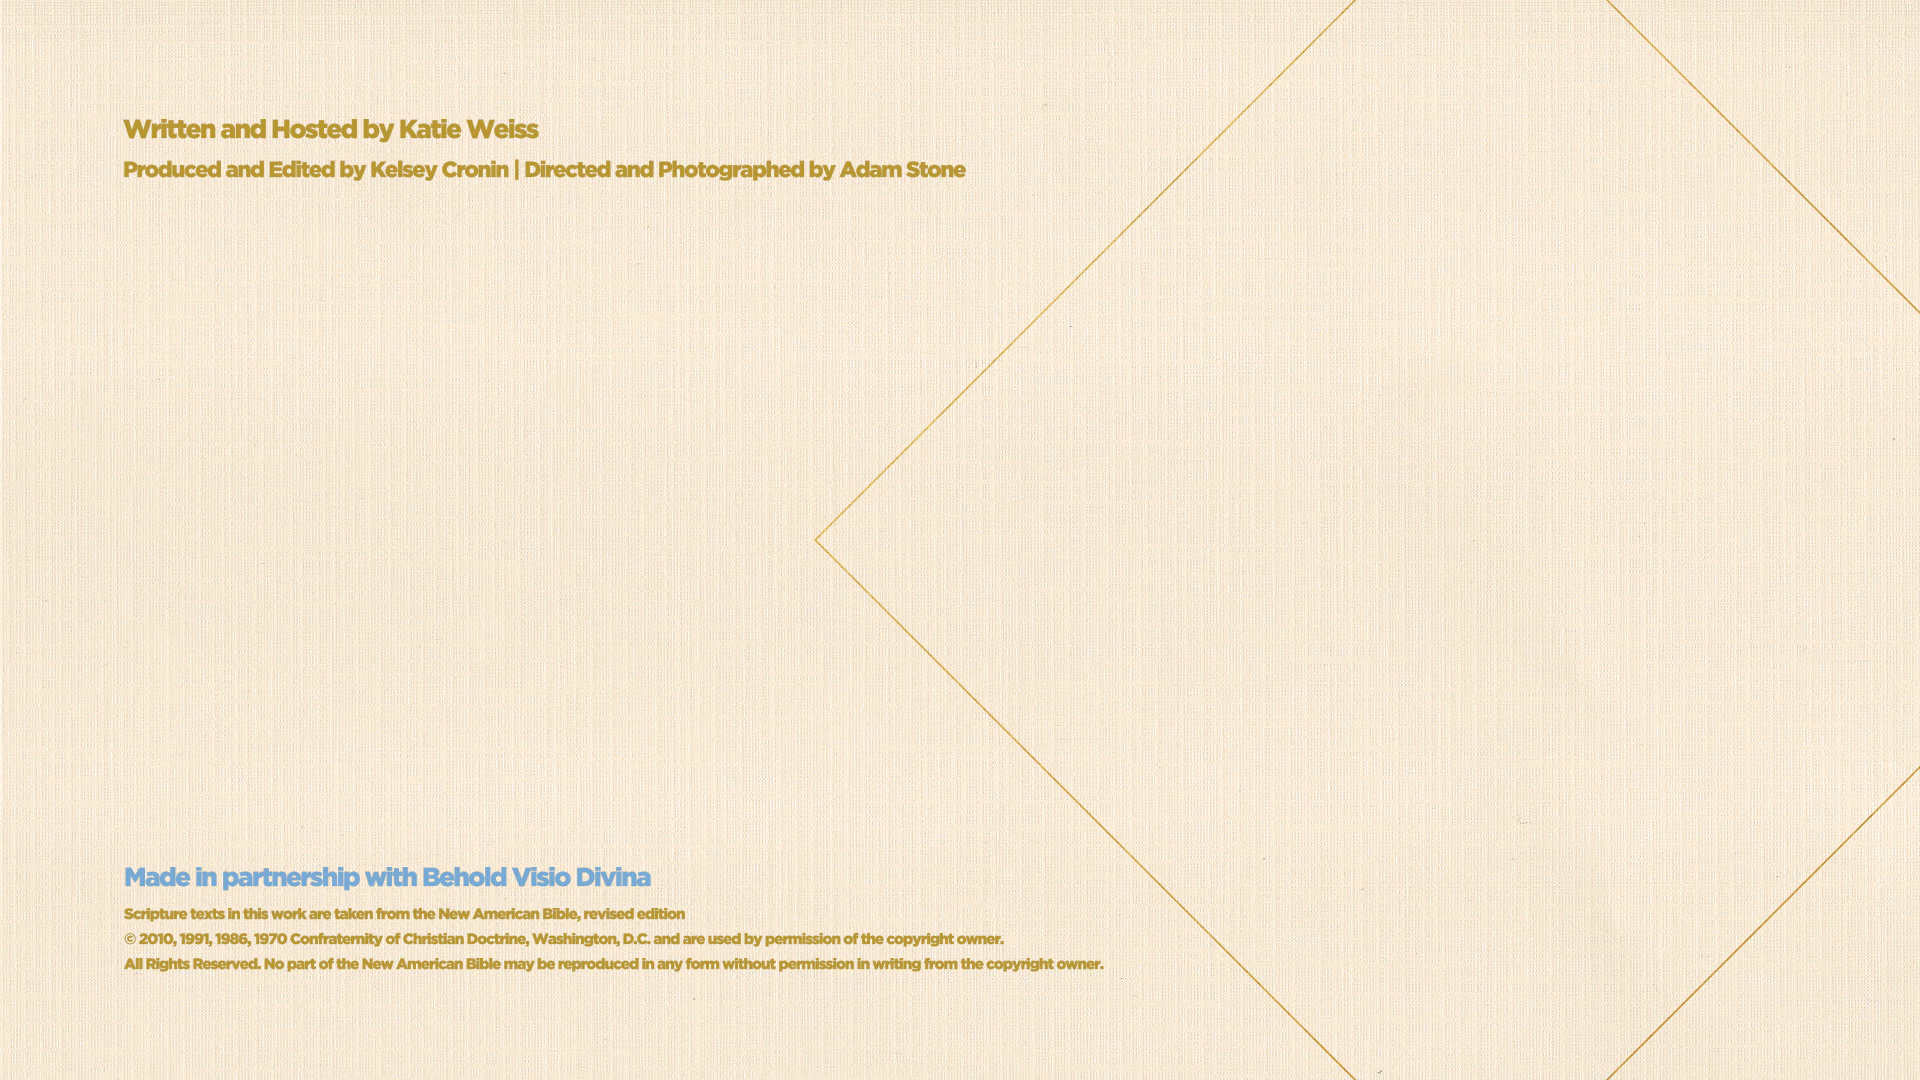 Written and Hosted by Katie Weiss
Produced and Edited by Kelsey Cronin | Directed and Photographed by Adam Stone
Made in partnership with Behold Visio Divina
Scripture texts in this work are taken from the New American Bible, revised edition
© 2010, 1991, 1986, 1970 Confraternity of Christian Doctrine, Washington, D.C. and are used by permission of the copyright owner.
All Rights Reserved. No part of the New American Bible may be reproduced in any form without permission in writing from the copyright owner.